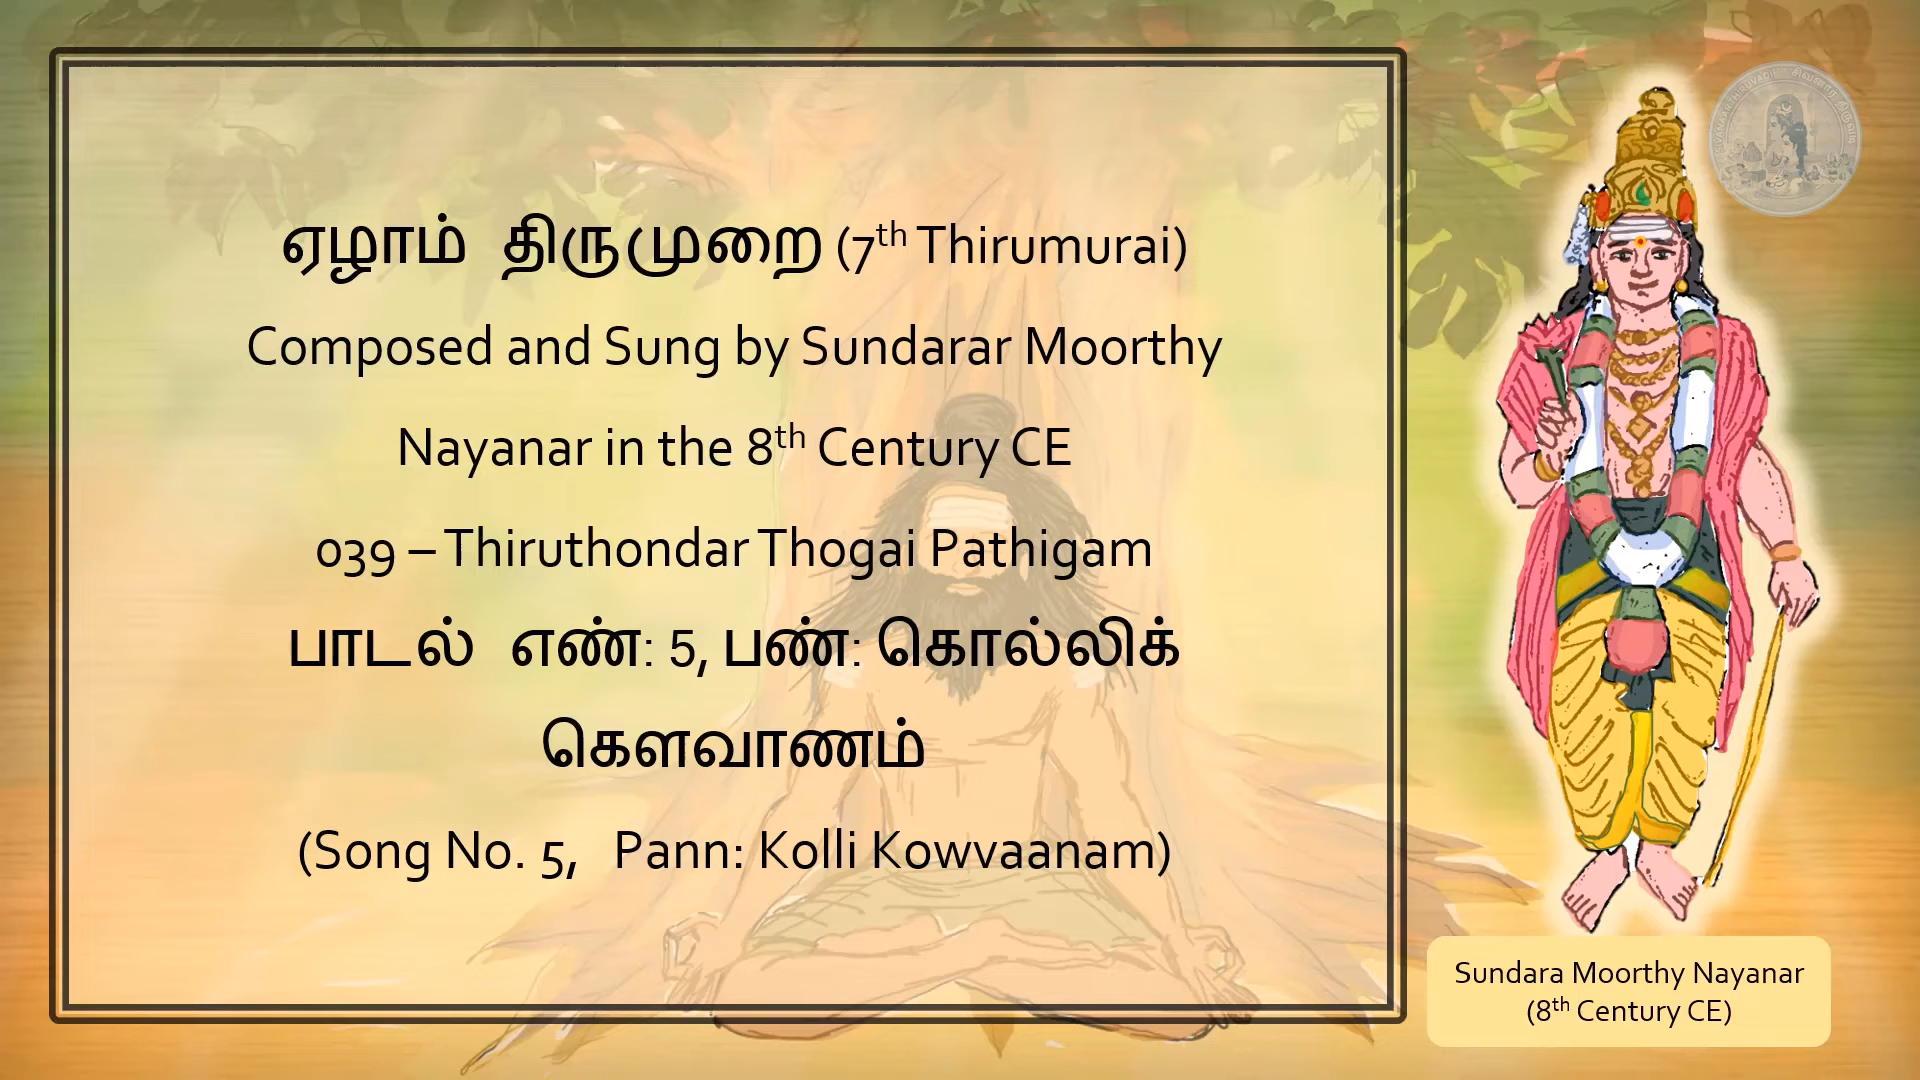 ஏழாம் திருமுறை (7th Thirumurai)
Composed and Sung by Sundarar Moorthy
Nayanar in the 8th Century CE
039 – Thiruthondar Thogai Pathigam
பாடல் எண்: 5, பண்: கொல்லிக்
கௌவாணம்
(Song No. 5, Pann: Kolli Kowvaanam)
Sundara Moorthy Nayanar
(8th Century CE)